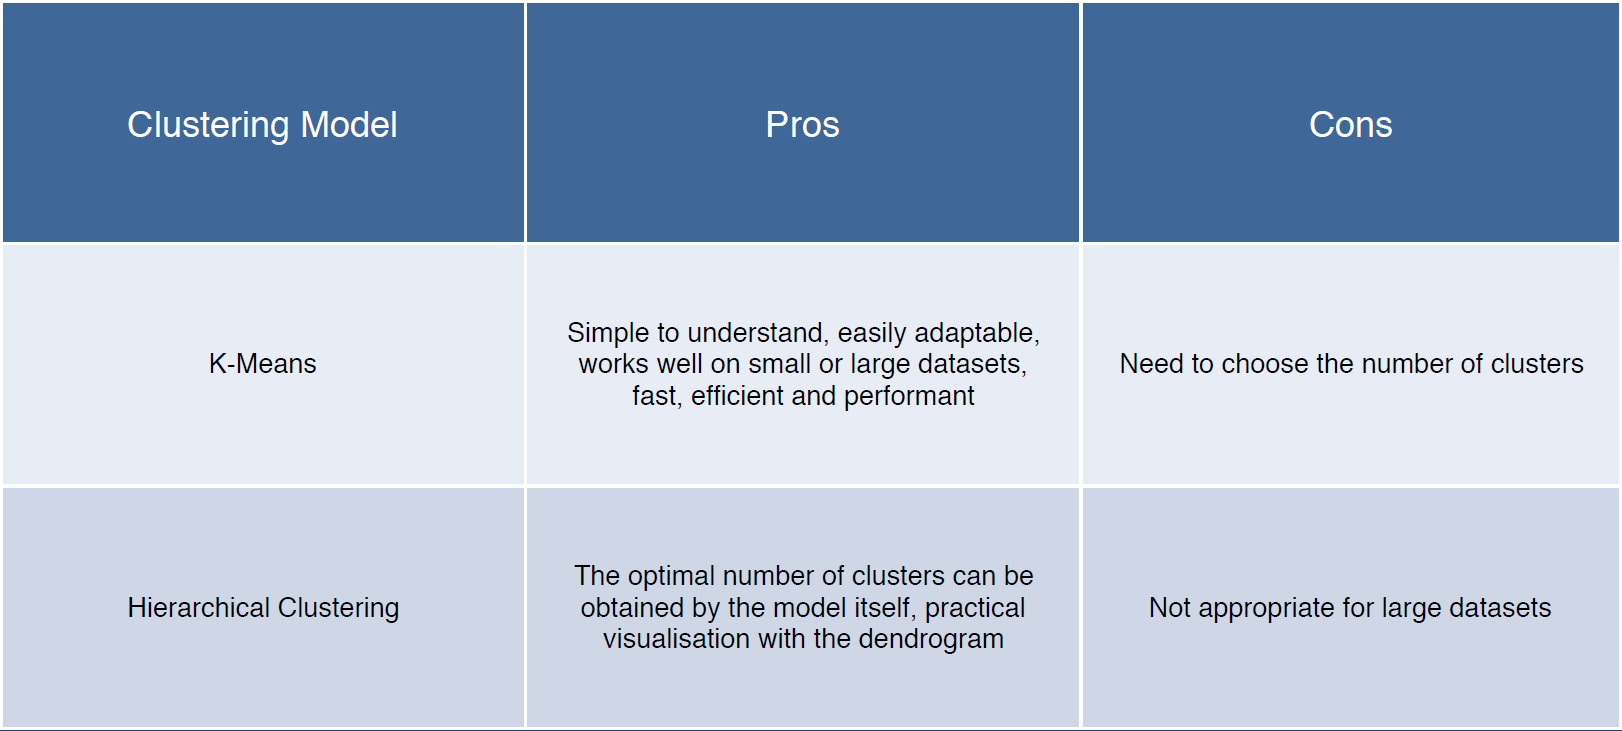 Clustering Model
Pros
Cons
K-Means
Simple to understand, easily adaptable,
works well on small or large datasets,
fast, efficient and performant
Need to choose the number of clusters
Hierarchical Clustering
The optimal number of clusters can be
obtained by the model itself, practical
visualisation with the dendrogram
Not appropriate for large datasets